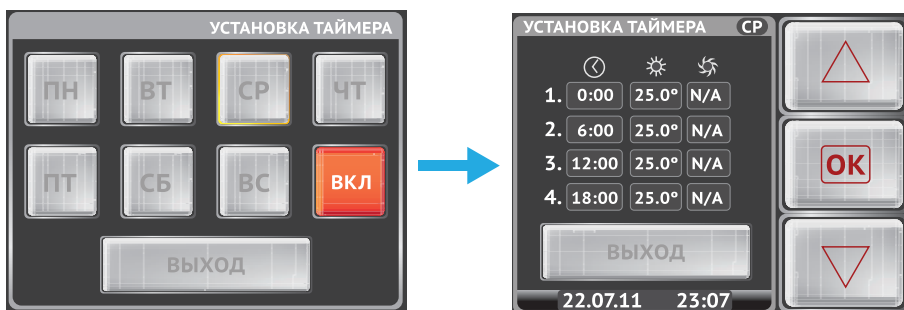 УСТАНОВКА ТАЙМЕРА
ПН ВТ СР ЧТ
ПТ СБ ВС ВКЛ
ВЫХОД
УСТАНОВКА ТАЙМЕРА СР
1. 0:00 25.0° N/A
2. 6:00 25.0° N/A
3. 12:00 25.0° N/A
4. 18:00 25.0° N/A
ВЫХОД
22.07.11 23:07
OK